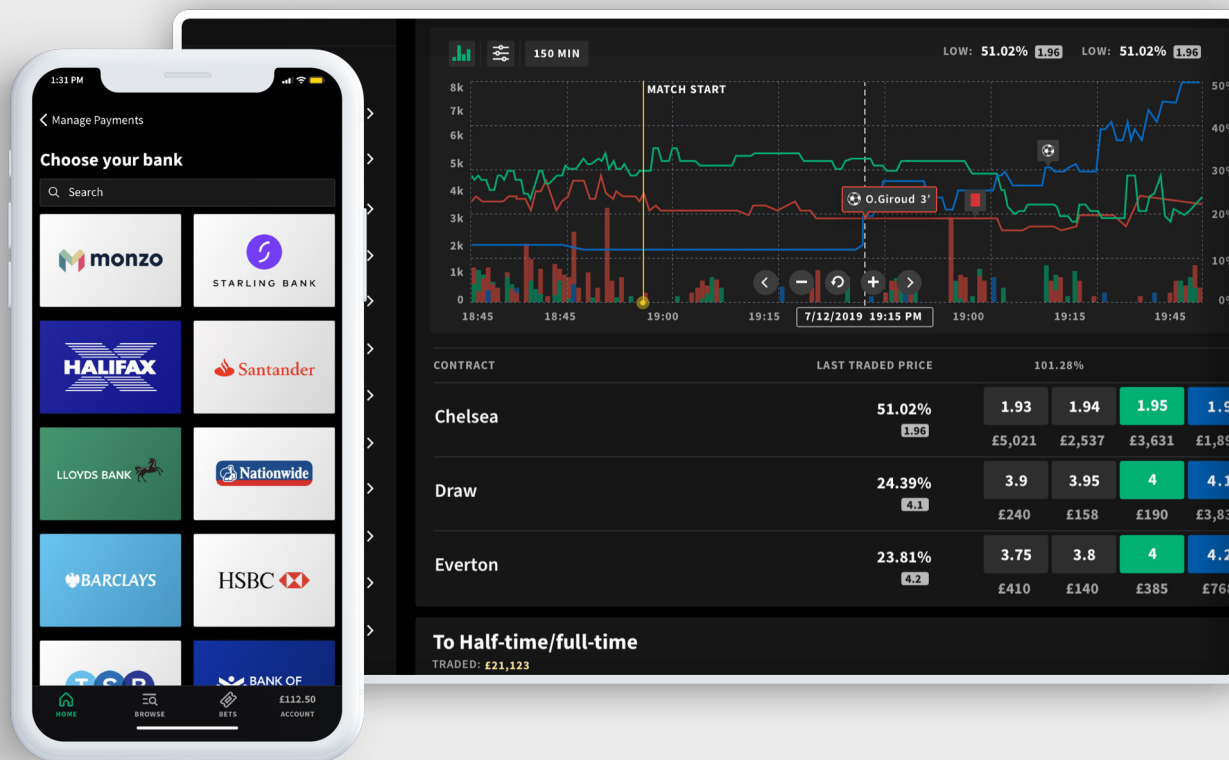 1:31 PM
Manage Payments
Choose your bank
Search
monzo
STARLING BANK
HALIFAX
Santander
LLOYDS BANK
Nationwide
BARCLAYS
HSBC
TSB
BANK OF
HOME
BROWSE
BETS
£112.50
ACCOUNT
150 MIN
LOW: 51.02% 1.96 LOW: 51.02% 1.96
MATCH START
8k
7k
6k
5k
4k
3k
2k
1k
0
O.Giroud 3'
18:45 18:45 19:00 19:15 7/12/2019 19:15 PM 19:00 19:15 19:45
CONTRACT LAST TRADED PRICE 101.28%
Chelsea 51.02% 1.93 1.94 1.95
1.96
£5,021 £2,537 £3,631
Draw 24.39% 3.9 3.95 4
4.1
£240 £158 £190
Everton 23.81% 3.75 3.8 4
4.2
£410 £140 £385
To Half-time/full-time
TRADED: £21,123